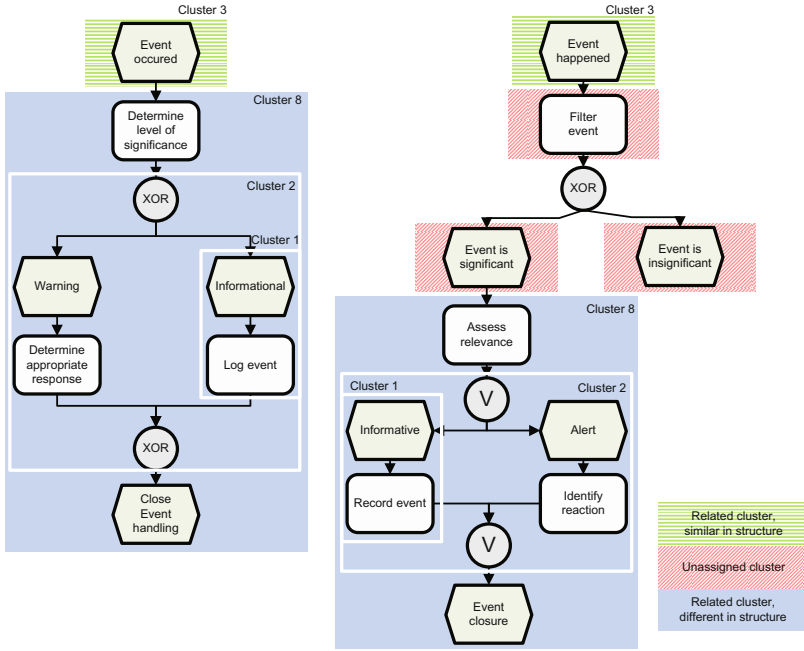 Cluster 3
Event
occured
Cluster 8
Determine
level of
significance
Cluster 2
XOR
Cluster 1
Warning
Informational
Determine
appropriate
response
Log event
XOR
Close
Event
handling
Cluster 3
Event
happened
Filter
event
XOR
Event is
significant
Event is
insignificant
Cluster 8
Assess
relevance
Cluster 1
Cluster 2
V
Informative
Alert
Record event
Identify
reaction
V
Event
closure
Related cluster,
similar in structure
Unassigned cluster
Related cluster,
different in structure